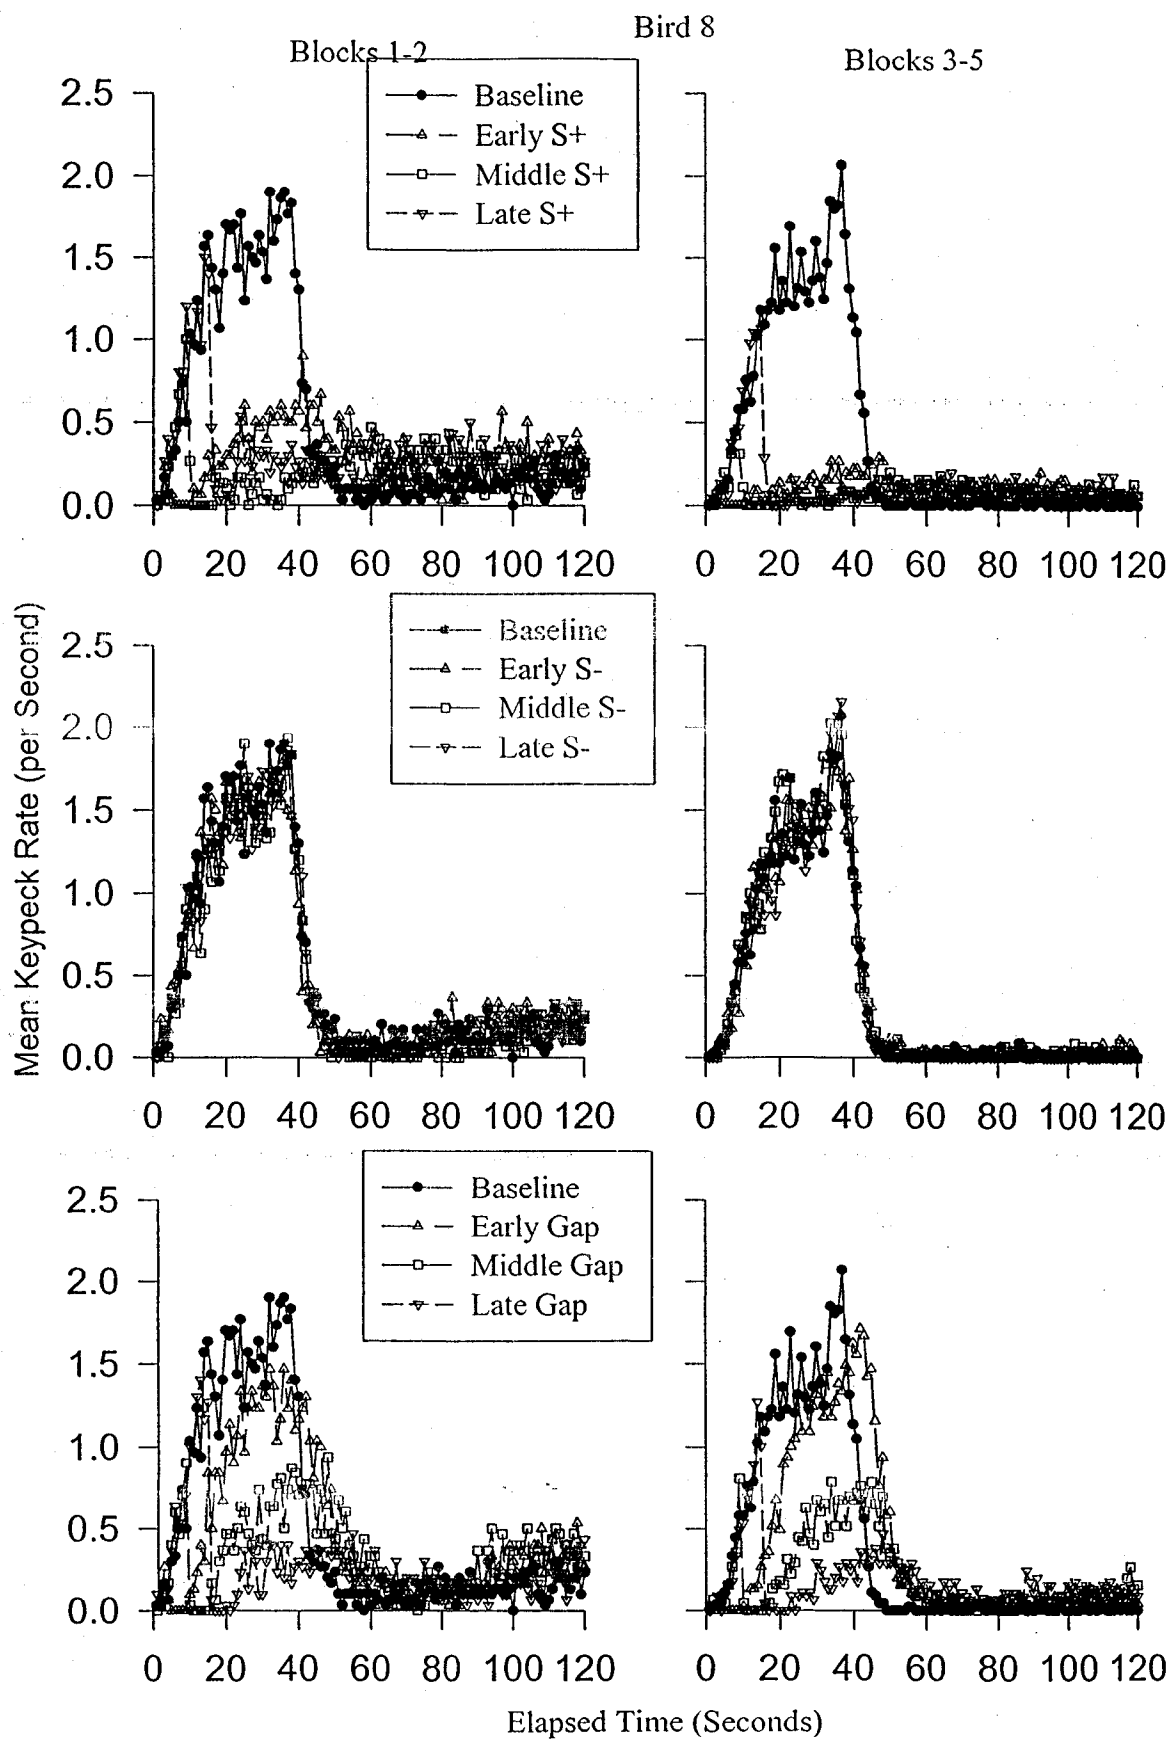 Bird 8
Blocks 1-2
Blocks 3-5
Baseline
Early S+
Middle S+
Late S+
2.5
2.0
1.5
1.0
0.5
0.0
0 20 40 60 80 100 120
0 20 40 60 80 100 120
Mean Keypeck Rate (per Second)
Baseline
Early S-
Middle S-
Late S-
2.5
2.0
1.5
1.0
0.5
0.0
0 20 40 60 80 100 120
0 20 40 60 80 100 120
Baseline
Early Gap
Middle Gap
Late Gap
2.5
2.0
1.5
1.0
0.5
0.0
0 20 40 60 80 100 120
0 20 40 60 80 100 120
Elapsed Time (Seconds)